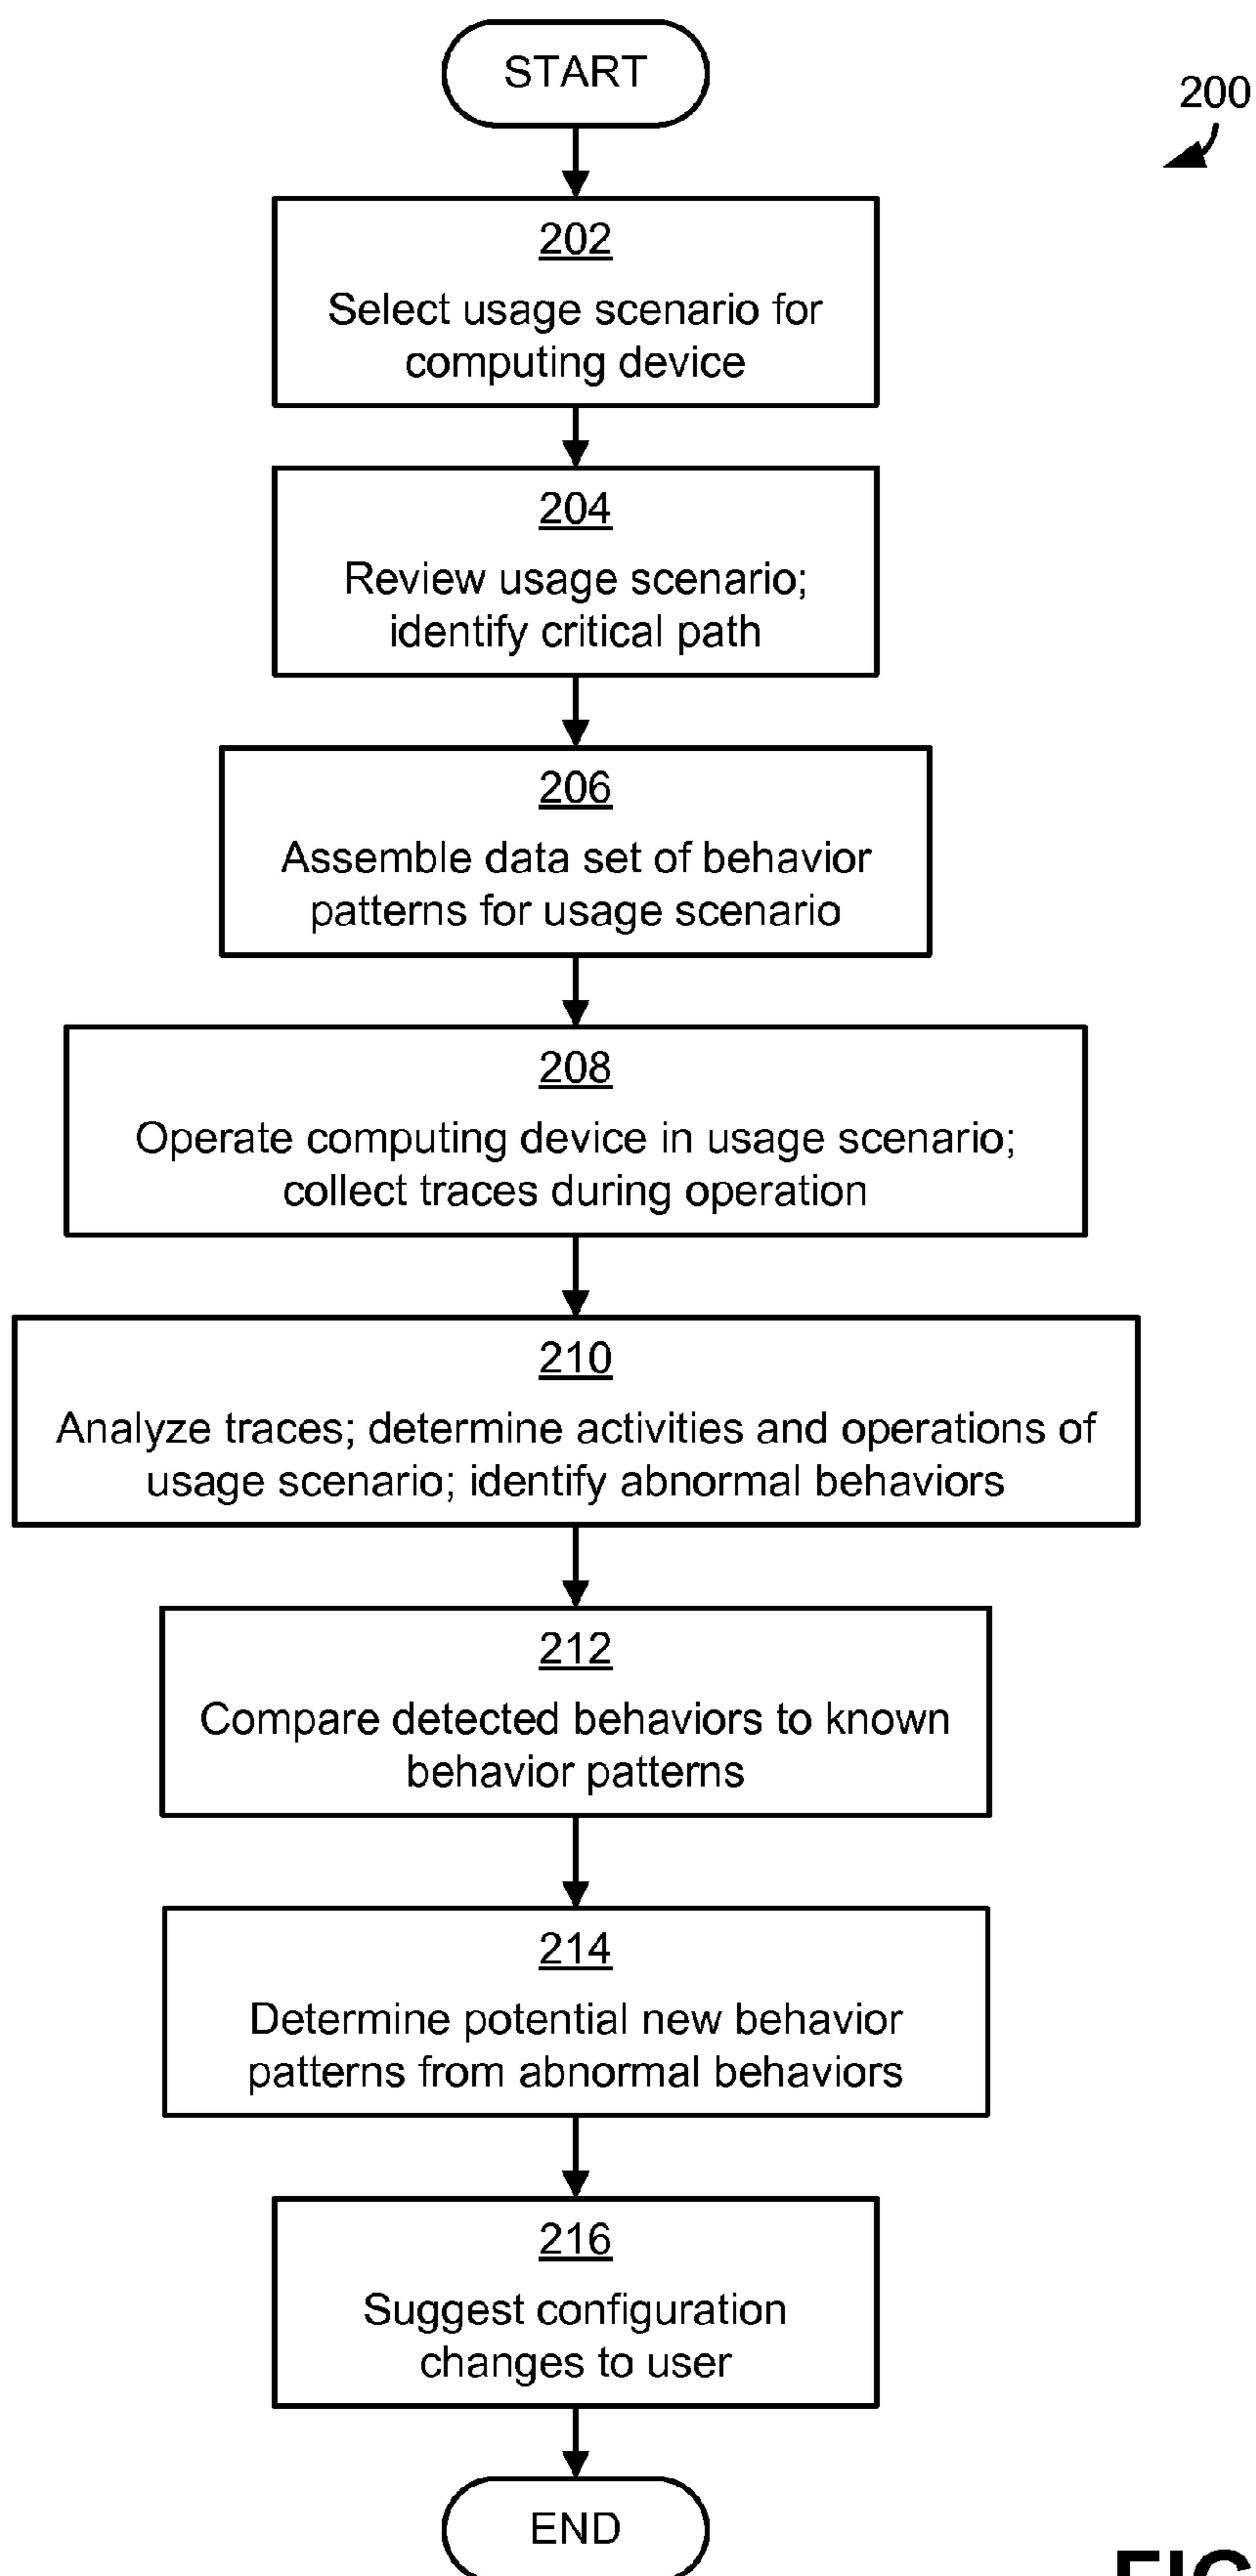 START
200
202
Select usage scenario for
computing device
204
Review usage scenario;
identify critical path
206
Assemble data set of behavior
patterns for usage scenario
208
Operate computing device in usage scenario;
collect traces during operation
210
Analyze traces; determine activities and operations of
usage scenario; identify abnormal behaviors
212
Compare detected behaviors to known
behavior patterns
214
Determine potential new behavior
patterns from abnormal behaviors
216
Suggest configuration
changes to user
END
FIG